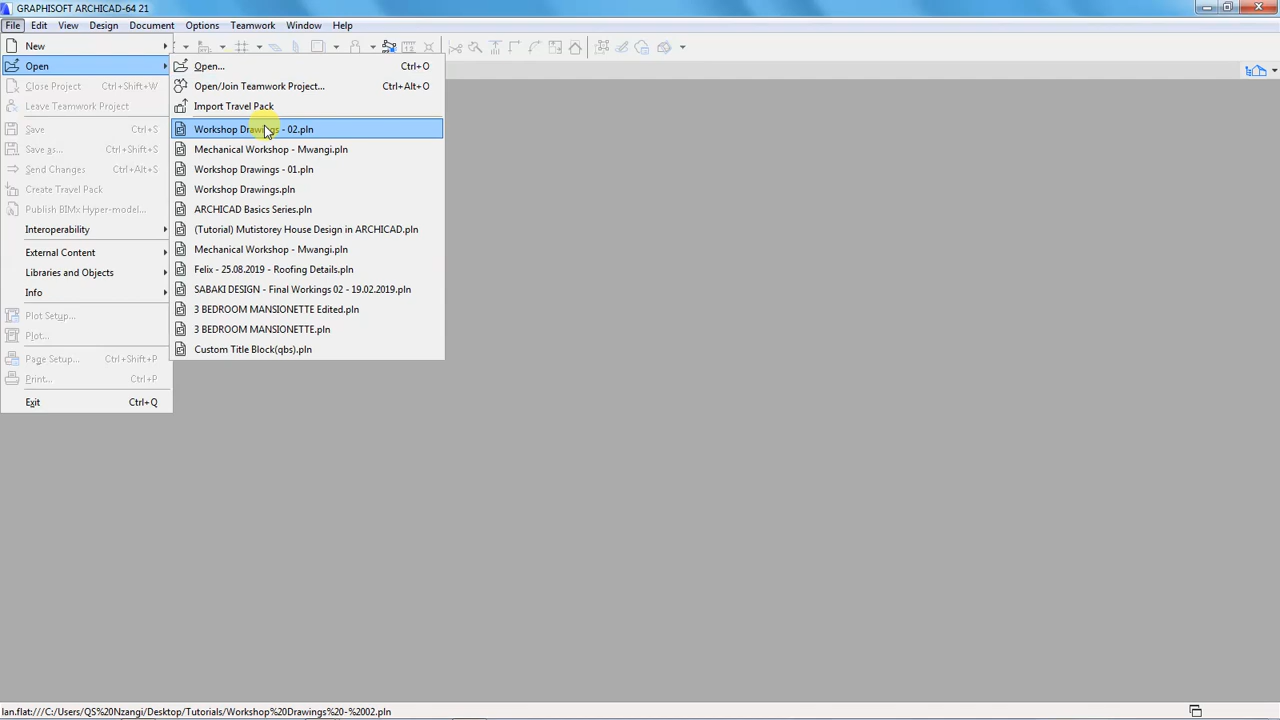 GRAPHISOFT ARCHICAD-64 21
File Edit View Design Document Options Teamwork Window Help
New
Open
Close Project Ctrl+Shift+W
Leave Teamwork Project
Save Ctrl+S
Save as... Ctrl+Shift+S
Send Changes Ctrl+Alt+S
Create Travel Pack
Publish BIMx Hyper-model...
Interoperability
External Content
Libraries and Objects
Info
Plot Setup...
Plot...
Page Setup... Ctrl+Shift+P
Print... Ctrl+P
Exit Ctrl+Q
Open... Ctrl+O
Open/Join Teamwork Project... Ctrl+Alt+O
Import Travel Pack
Workshop Drawings - 02.pln
Mechanical Workshop - Mwangi.pln
Workshop Drawings - 01.pln
Workshop Drawings.pln
ARCHICAD Basics Series.pln
(Tutorial) Mutistorey House Design in ARCHICAD.pln
Mechanical Workshop - Mwangi.pln
Felix - 25.08.2019 - Roofing Details.pln
SABAKI DESIGN - Final Workings 02 - 19.02.2019.pln
3 BEDROOM MANSIONETTE Edited.pln
3 BEDROOM MANSIONETTE.pln
Custom Title Block(qbs).pln
lan.flat:///C:/Users/QS%20Nzangi/Desktop/Tutorials/Workshop%20Drawings%20-%2002.pln